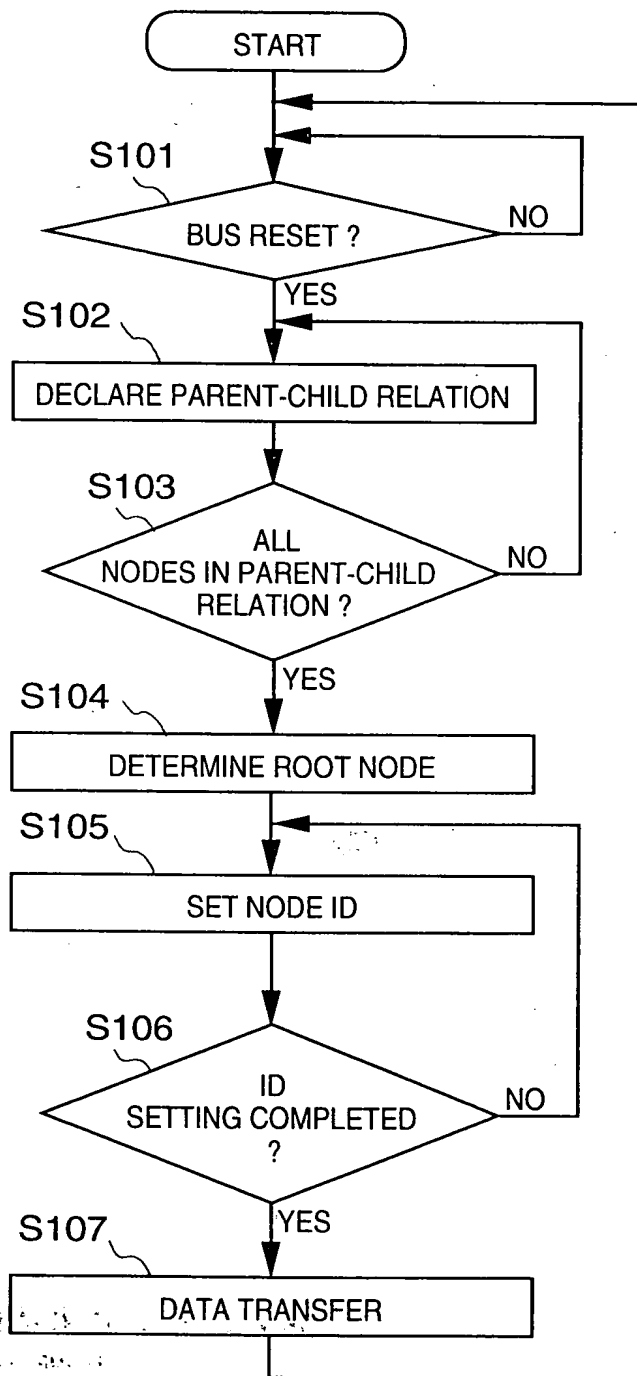 START
S101
BUS RESET ?
NO
YES
S102
DECLARE PARENT-CHILD RELATION
S103
ALL
NODES IN PARENT-CHILD
RELATION ?
NO
YES
S104
DETERMINE ROOT NODE
S105
SET NODE ID
S106
ID
SETTING COMPLETED
?
NO
YES
S107
DATA TRANSFER